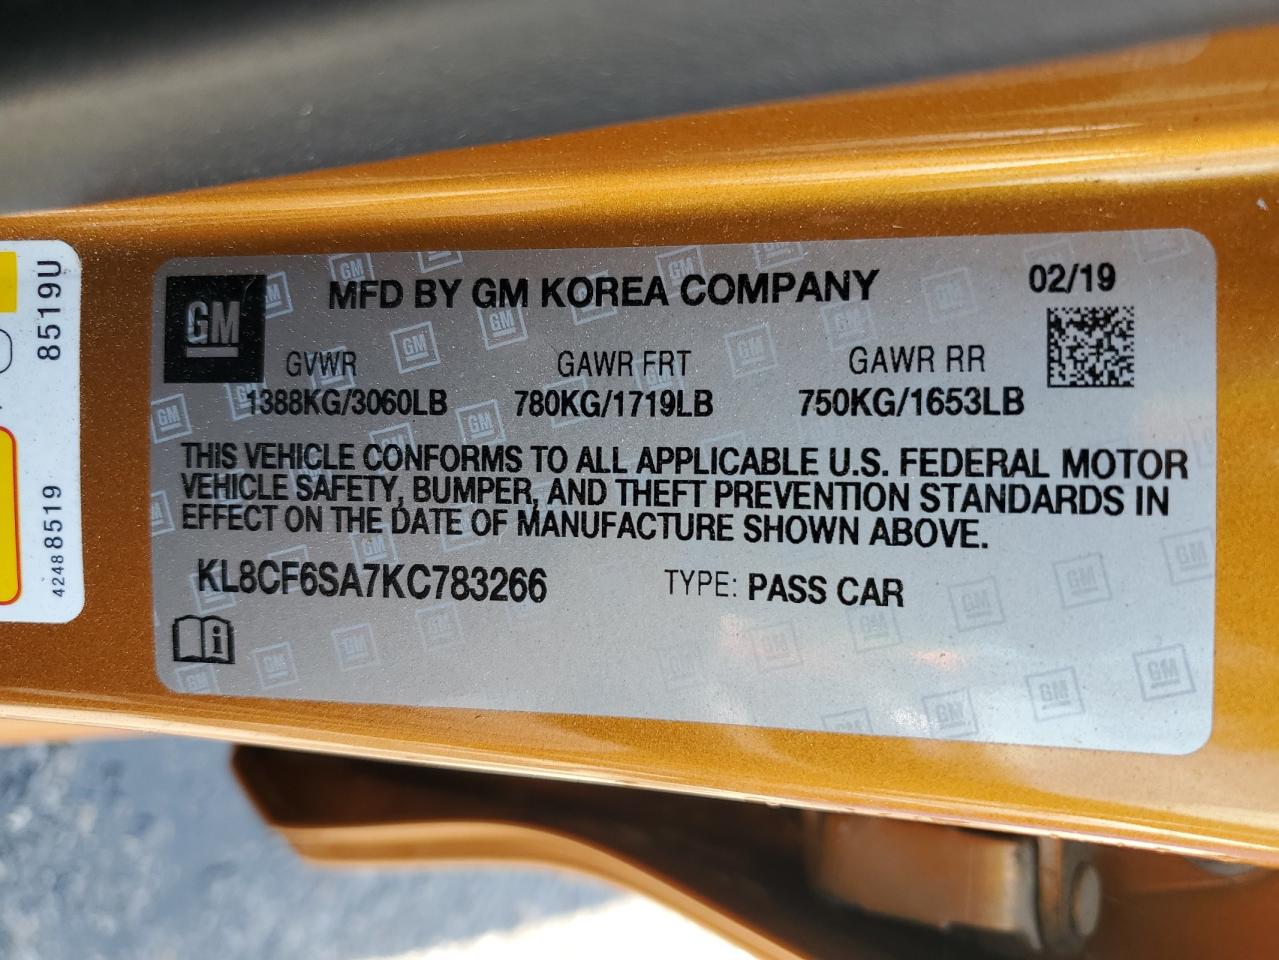 GM
MFD BY GM KOREA COMPANY
02/19
GVWR GAWR FRT GAWR RR
1388KG/3060LB 780KG/1719LB 750KG/1653LB
THIS VEHICLE CONFORMS TO ALL APPLICABLE U.S. FEDERAL MOTOR
VEHICLE SAFETY, BUMPER, AND THEFT PREVENTION STANDARDS IN
EFFECT ON THE DATE OF MANUFACTURE SHOWN ABOVE.
KL8CF6SA7KC783266 TYPE: PASS CAR
8519U
42488519